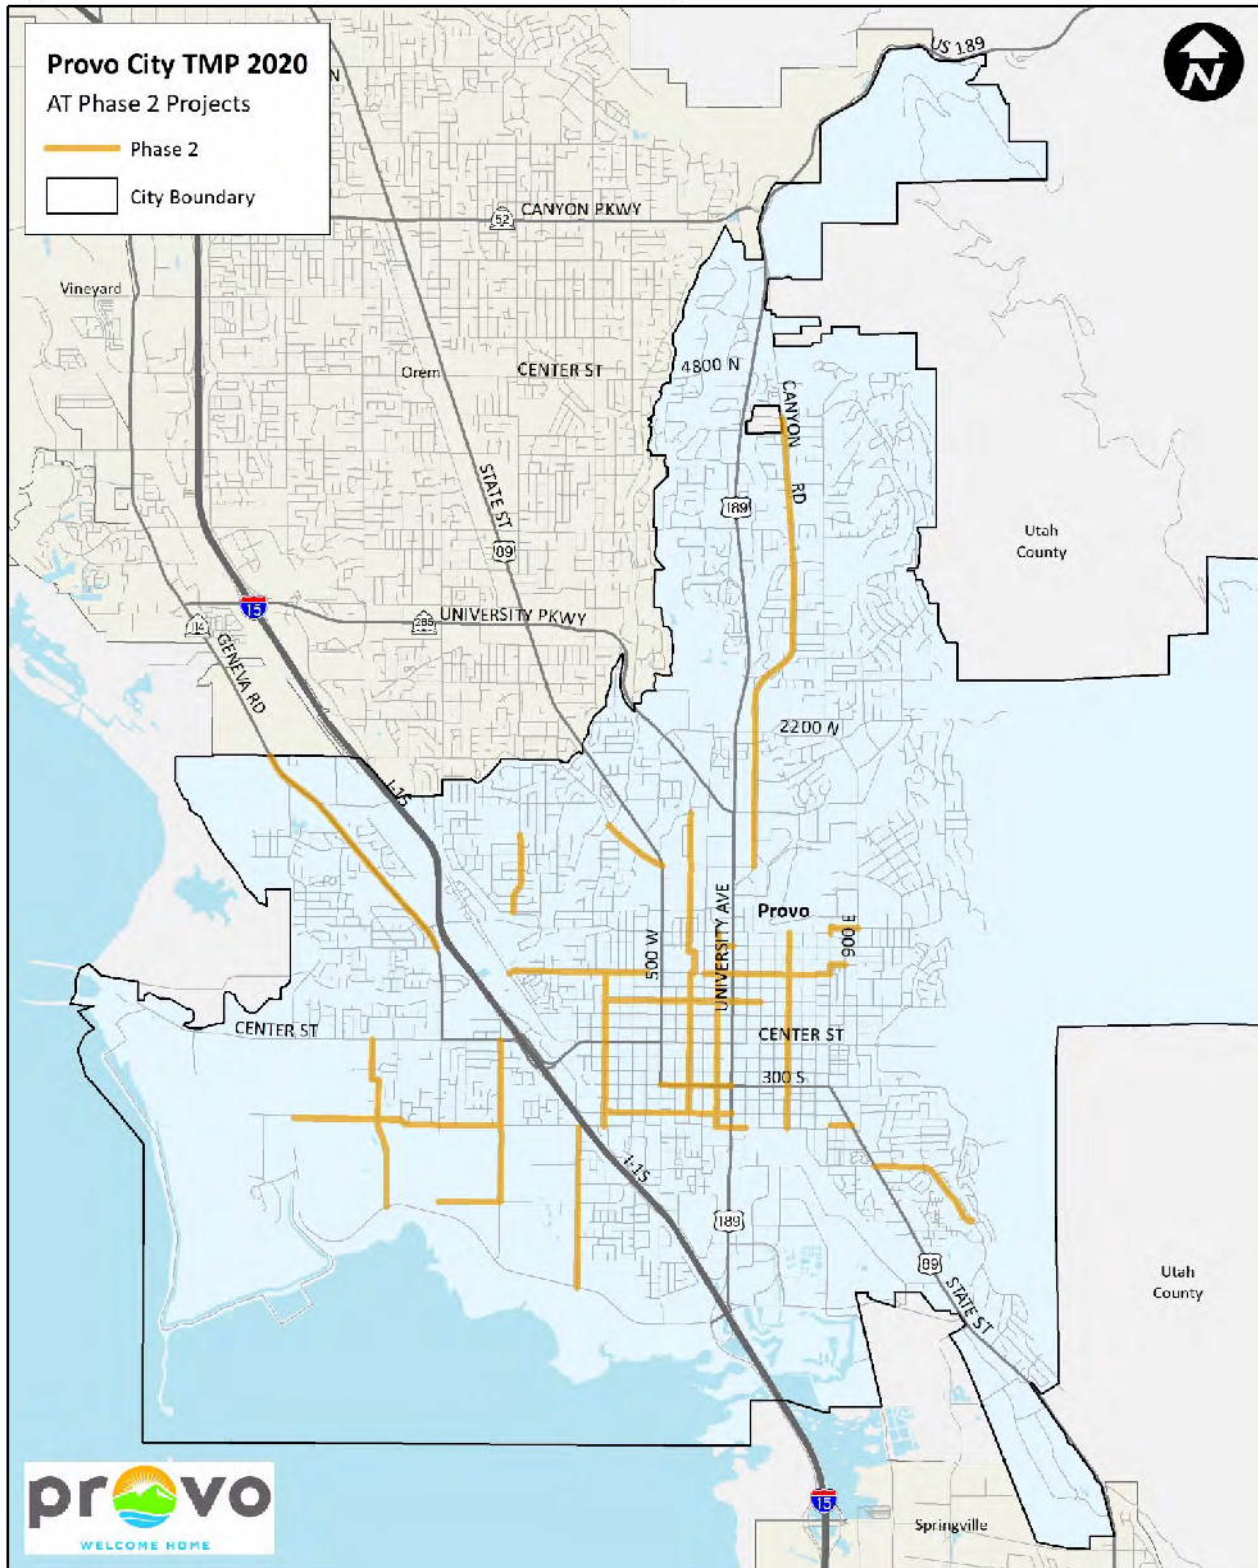 Provo City TMP 2020
AT Phase 2 Projects
Phase 2
City Boundary
N
N
US 189
52
CANYON PKWY
Vineyard
Orem
CENTER ST
4800 N
CANYON RD
STATE ST
189
89
Utah
County
15
114
265
UNIVERSITY PKWY
GENEVA RD
2200 N
I-15
Provo
500 W
UNIVERSITY AVE
900 E
CENTER ST
CENTER ST
300 S
I-15
189
89
STATE ST
Utah
County
provo
WELCOME HOME
15
Springville